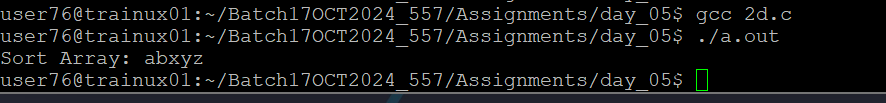 user76@trainux01:~/Batch17OCT2024_557/Assignments/day_05$ gcc 2d.c
user76@trainux01:~/Batch17OCT2024_557/Assignments/day_05$ ./a.out
Sort Array: abxyz
user76@trainux01:~/Batch17OCT2024_557/Assignments/day_05$